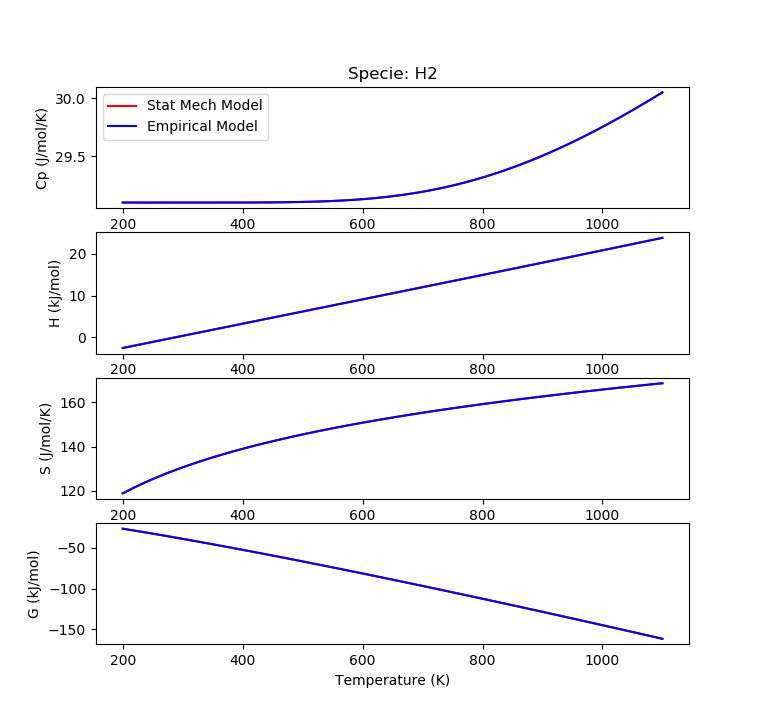 Specie: H2
Cp (J/mol/K)
30.0
29.5
Stat Mech Model
Empirical Model
200 400 600 800 1000
H (kJ/mol)
20
10
0
200 400 600 800 1000
S (J/mol/K)
160
140
120
200 400 600 800 1000
G (kJ/mol)
−50
−100
−150
200 400 600 800 1000
Temperature (K)